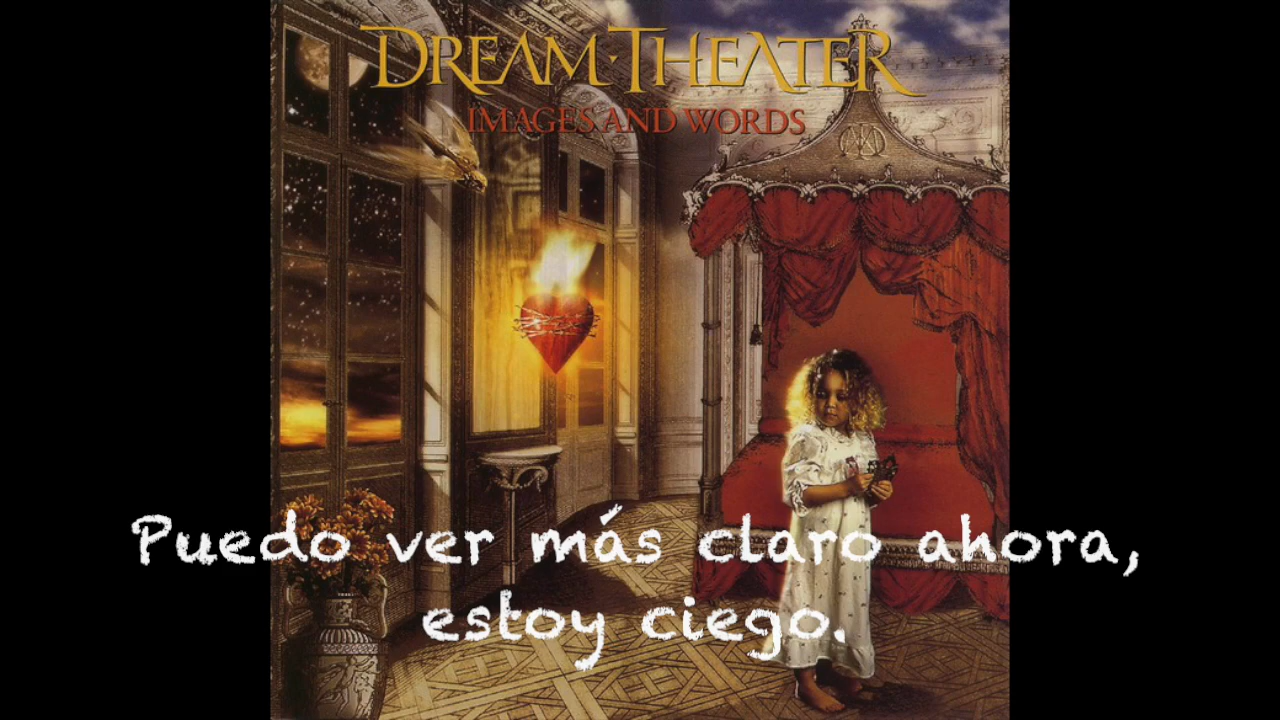 DREAM·THEATER
IMAGES AND WORDS
Puedo ver más claro ahora,
estoy ciego.